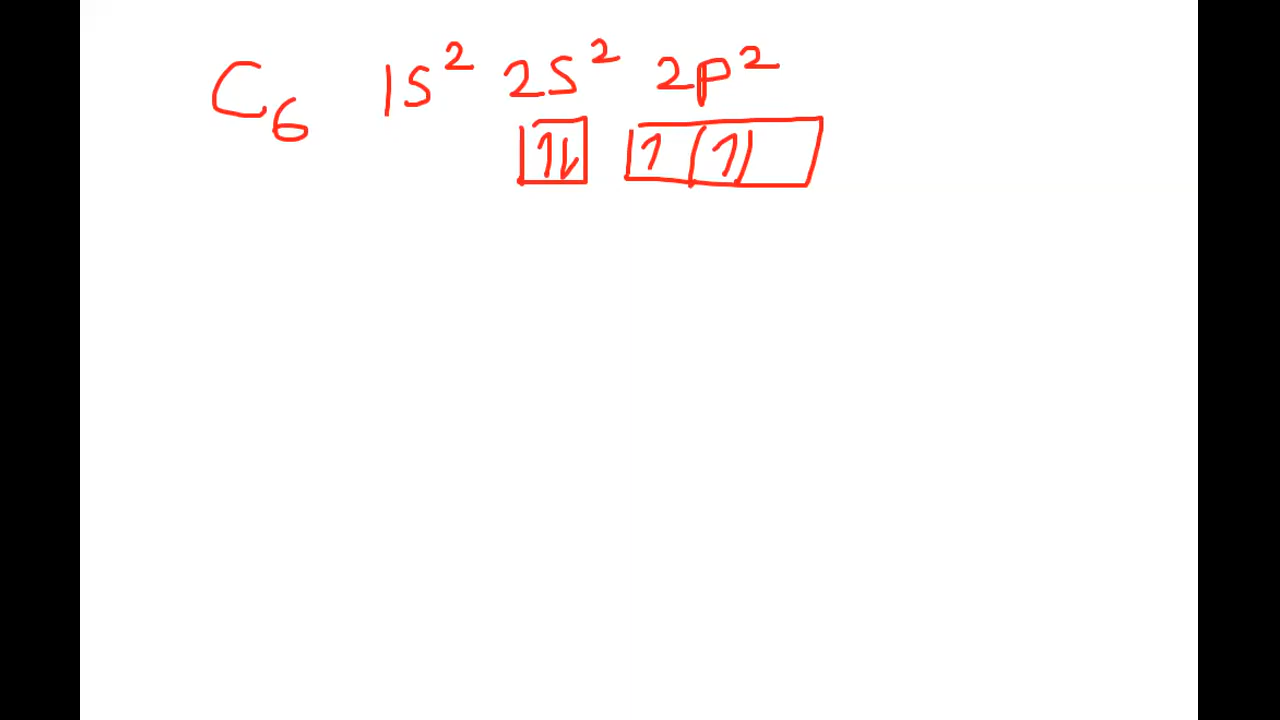 C₆ 1S² 2S² 2P²
↑↓ ↑ ↑